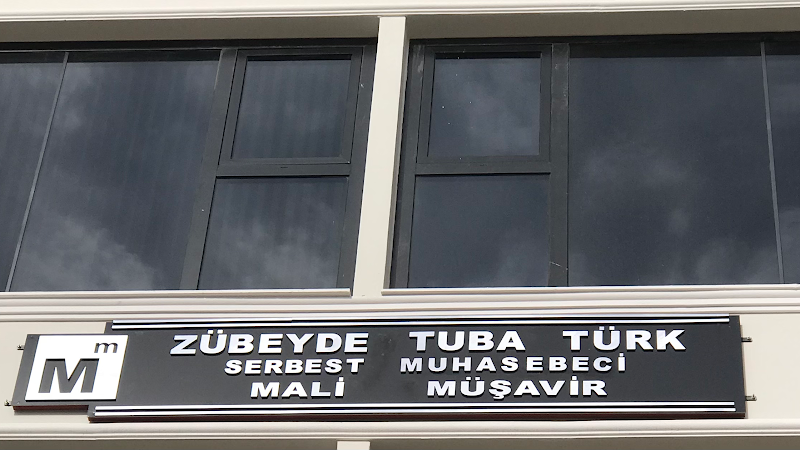 Mm
ZÜBEYDE TUBA TÜRK
SERBEST MUHASEBECİ
MALİ MÜŞAVİR